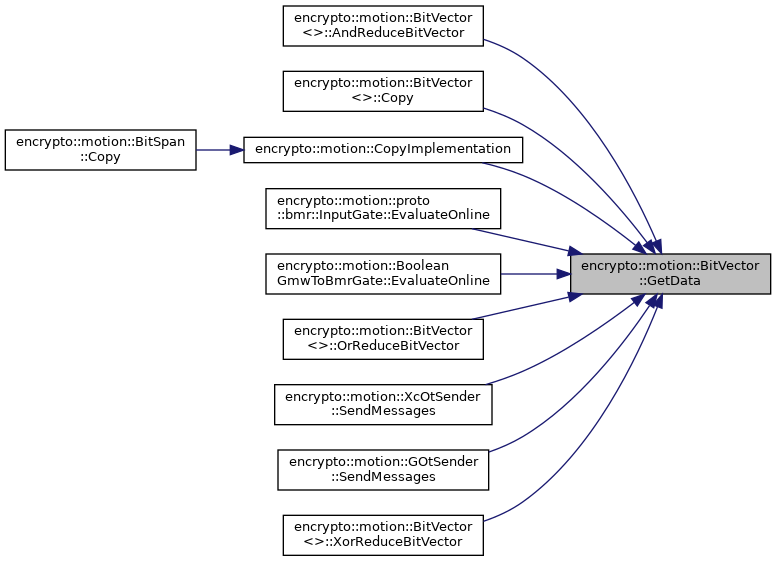 encrypto::motion::BitVector
<>::AndReduceBitVector
encrypto::motion::BitVector
<>::Copy
encrypto::motion::BitSpan
::Copy
encrypto::motion::CopyImplementation
encrypto::motion::proto
::bmr::InputGate::EvaluateOnline
encrypto::motion::BitVector
::GetData
encrypto::motion::Boolean
GmwToBmrGate::EvaluateOnline
encrypto::motion::BitVector
<>::OrReduceBitVector
encrypto::motion::XcOtSender
::SendMessages
encrypto::motion::GOtSender
::SendMessages
encrypto::motion::BitVector
<>::XorReduceBitVector